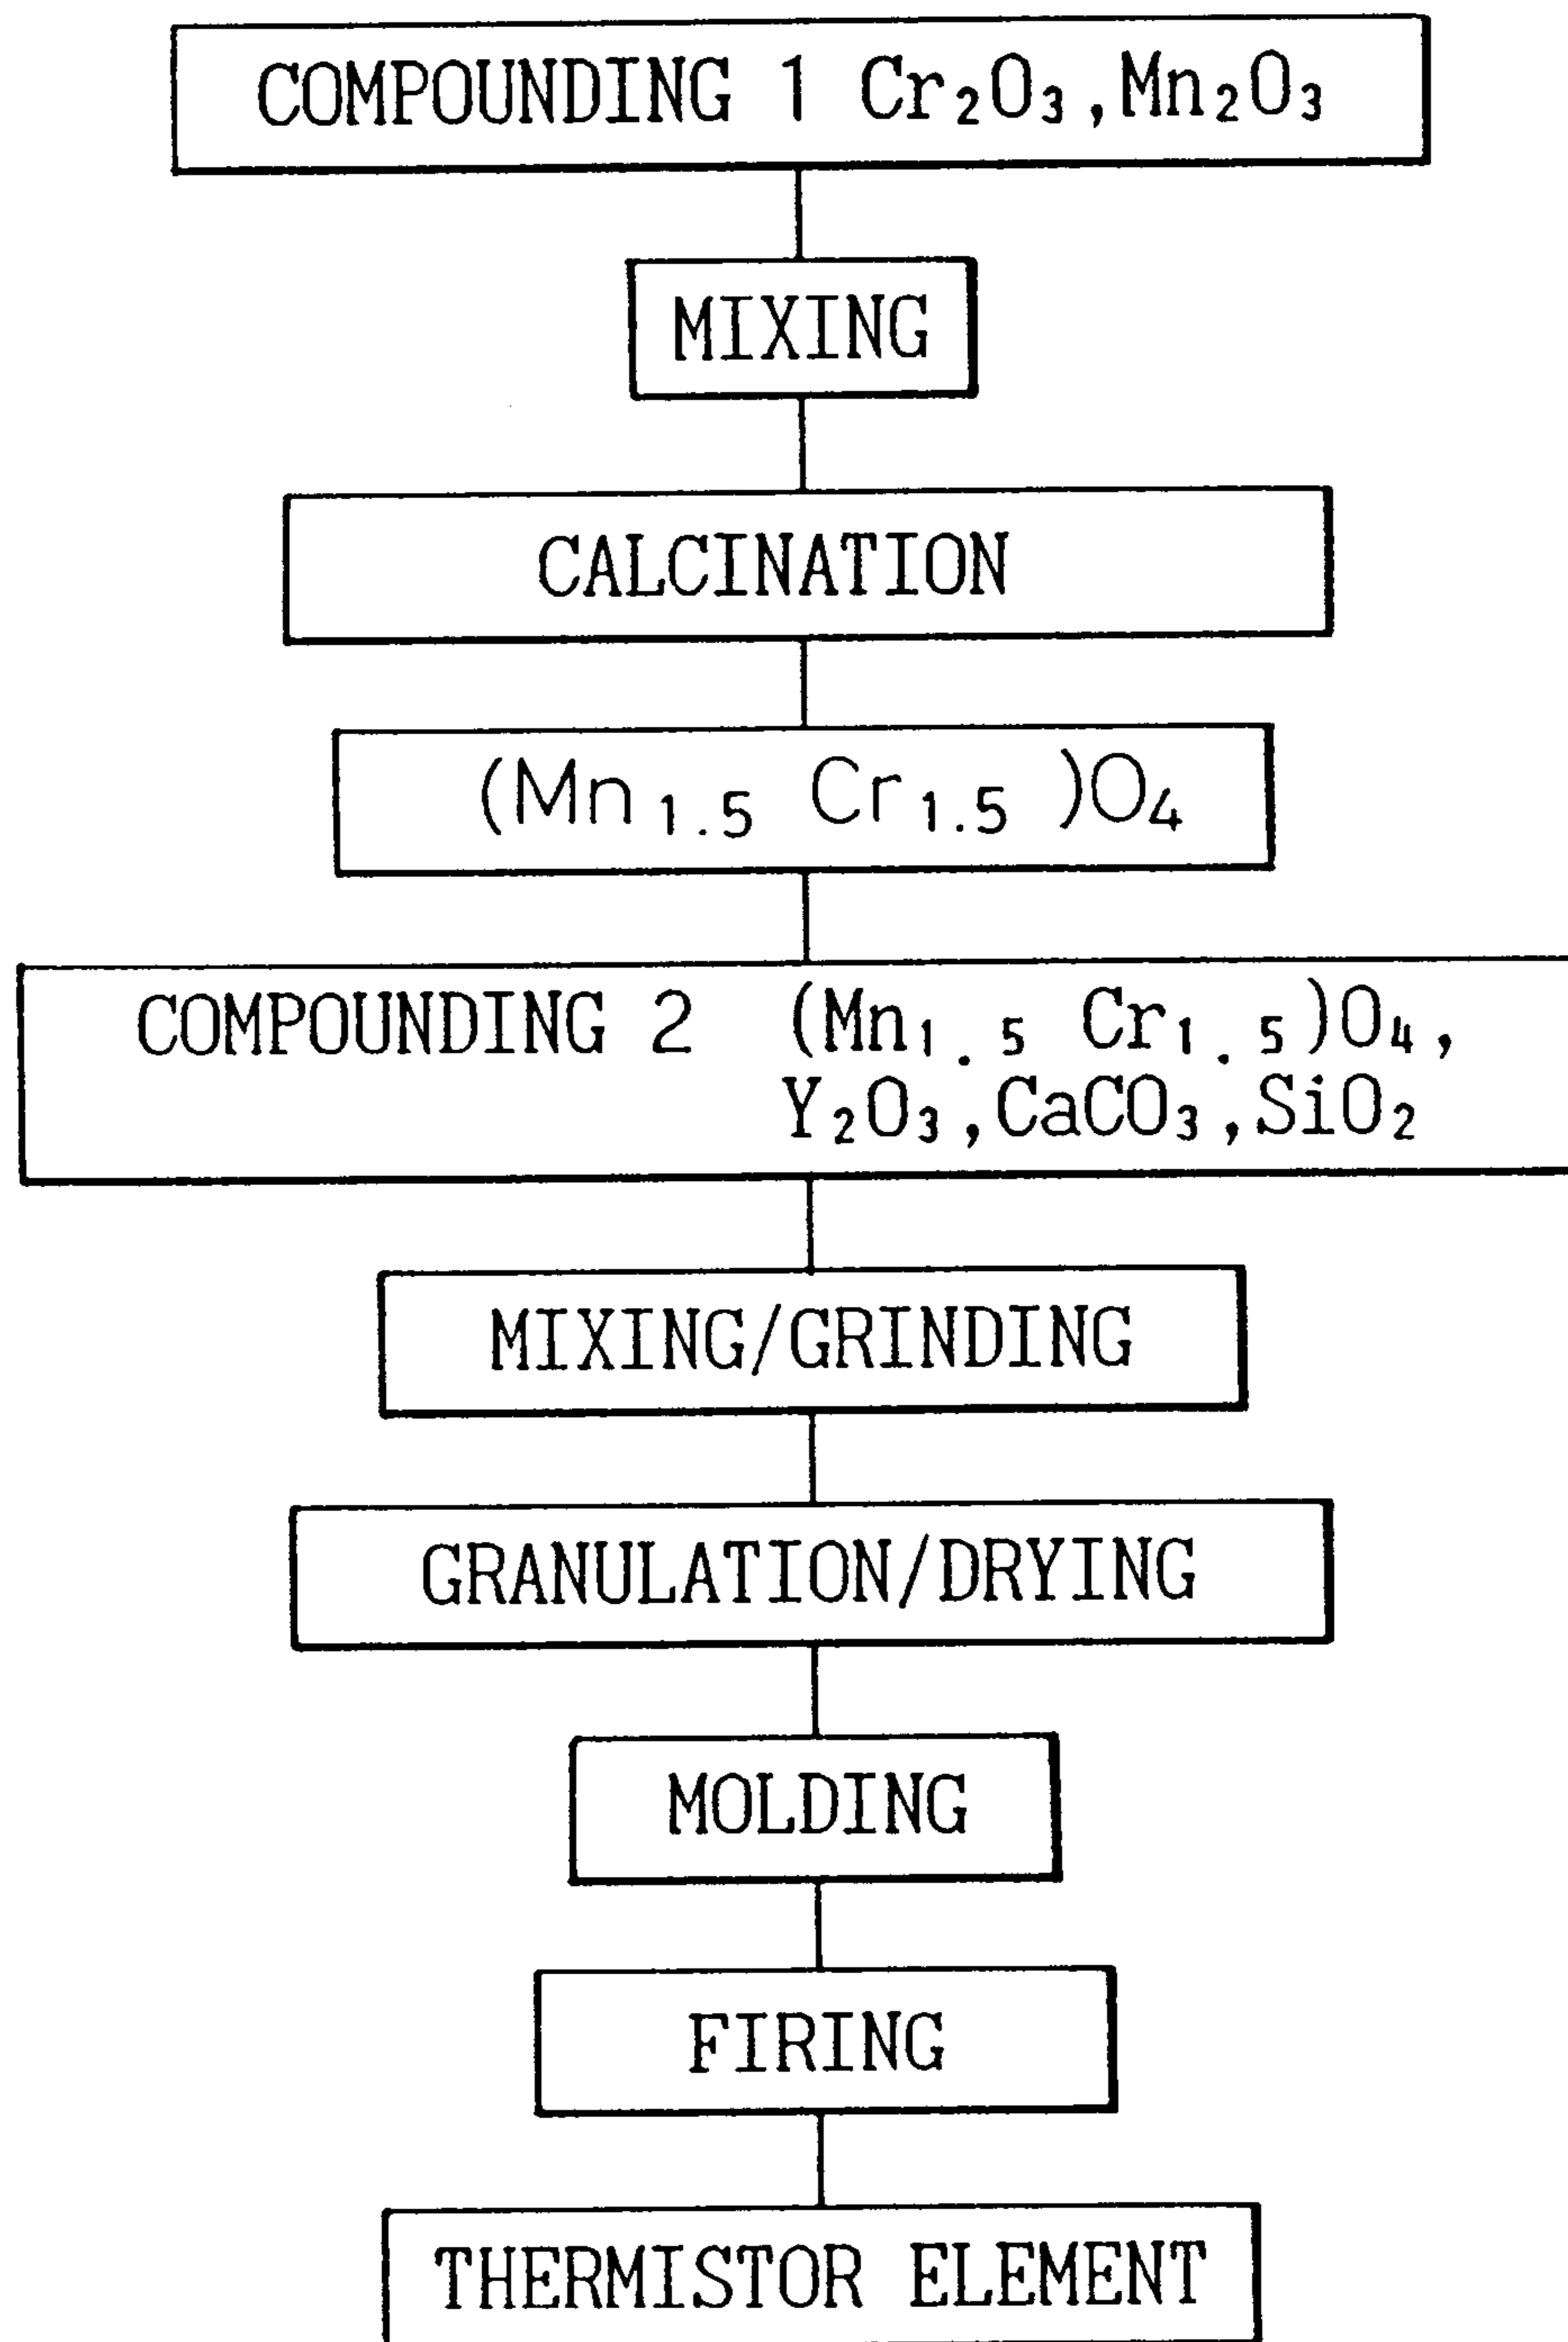 COMPOUNDING 1 Cr₂O₃,Mn₂O₃
MIXING
CALCINATION
(Mn₁.₅ Cr₁.₅ )O₄
COMPOUNDING 2 (Mn₁.₅ Cr₁.₅)O₄,
Y₂O₃,CaCO₃,SiO₂
MIXING/GRINDING
GRANULATION/DRYING
MOLDING
FIRING
THERMISTOR ELEMENT